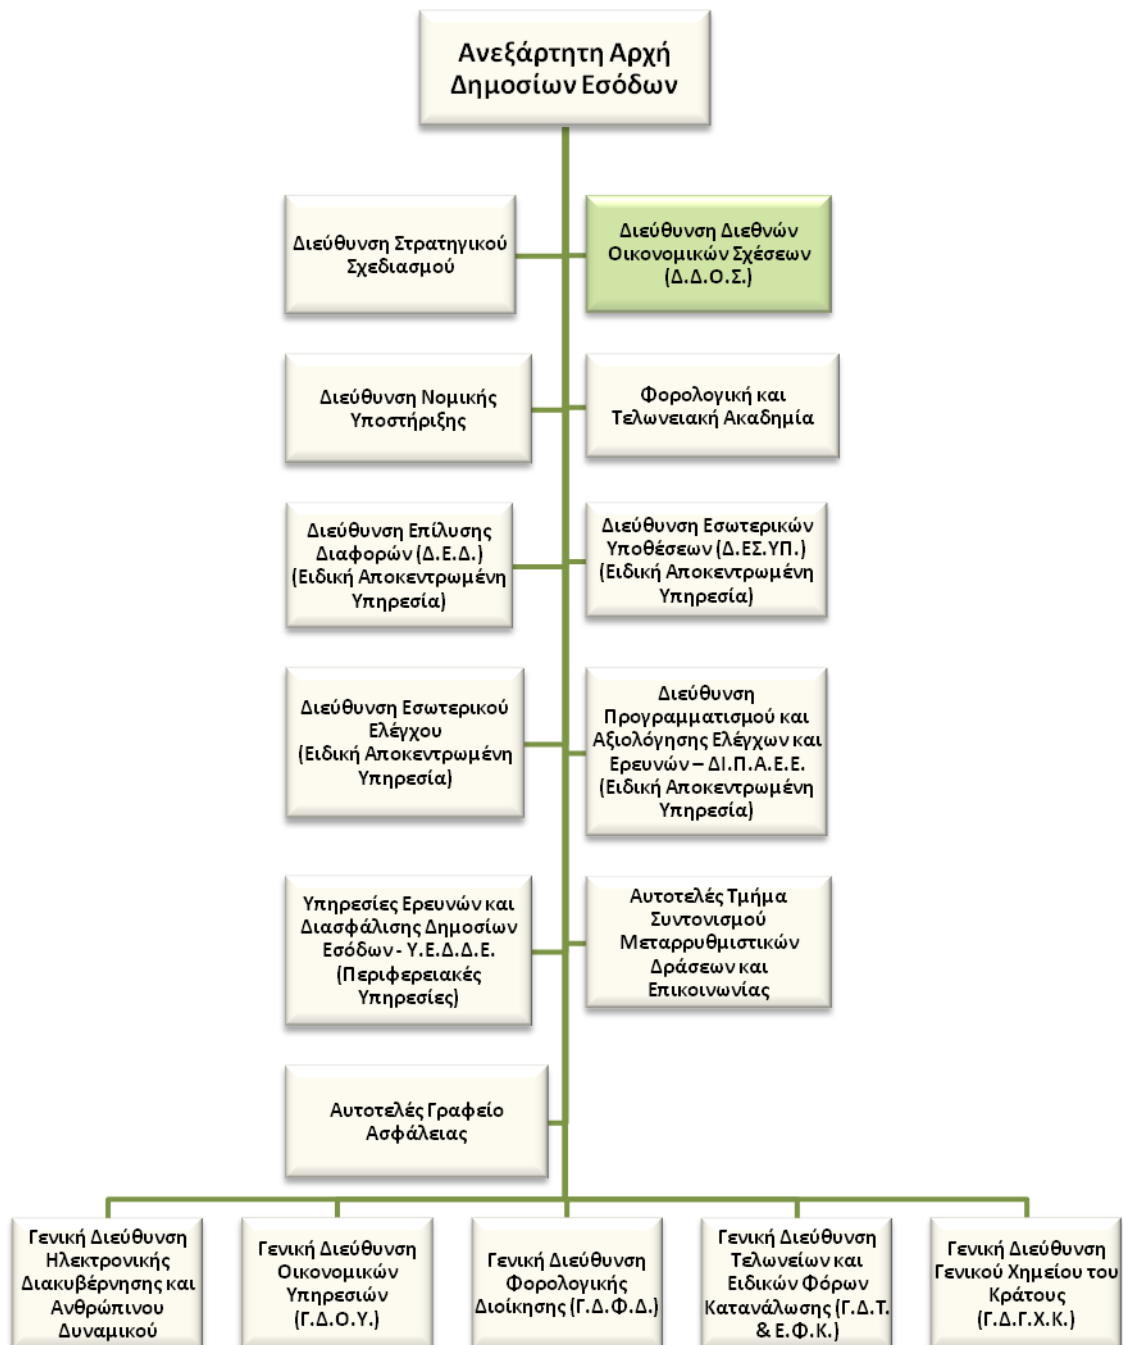 Ανεξάρτητη Αρχή
Δημοσίων Εσόδων
Διεύθυνση Στρατηγικού
Σχεδιασμού
Διεύθυνση Διεθνών
Οικονομικών Σχέσεων
(Δ.Δ.Ο.Σ.)
Διεύθυνση Νομικής
Υποστήριξης
Φορολογική και
Τελωνειακή Ακαδημία
Διεύθυνση Επίλυσης
Διαφορών (Δ.Ε.Δ.)
(Ειδική Αποκεντρωμένη
Υπηρεσία)
Διεύθυνση Εσωτερικών
Υποθέσεων (Δ.ΕΣ.ΥΠ.)
(Ειδική Αποκεντρωμένη
Υπηρεσία)
Διεύθυνση Εσωτερικού
Ελέγχου
(Ειδική Αποκεντρωμένη
Υπηρεσία)
Διεύθυνση
Προγραμματισμού και
Αξιολόγησης Ελέγχων και
Ερευνών – ΔΙ.Π.Α.Ε.Ε.
(Ειδική Αποκεντρωμένη
Υπηρεσία)
Υπηρεσίες Ερευνών και
Διασφάλισης Δημοσίων
Εσόδων - Υ.Ε.Δ.Δ.Ε.
(Περιφερειακές
Υπηρεσίες)
Αυτοτελές Τμήμα
Συντονισμού
Μεταρρυθμιστικών
Δράσεων και
Επικοινωνίας
Αυτοτελές Γραφείο
Ασφάλειας
Γενική Διεύθυνση
Ηλεκτρονικής
Διακυβέρνησης και
Ανθρώπινου
Δυναμικού
Γενική Διεύθυνση
Οικονομικών
Υπηρεσιών
(Γ.Δ.Ο.Υ.)
Γενική Διεύθυνση
Φορολογικής
Διοίκησης (Γ.Δ.Φ.Δ.)
Γενική Διεύθυνση
Τελωνείων και
Ειδικών Φόρων
Κατανάλωσης (Γ.Δ.Τ.
& Ε.Φ.Κ.)
Γενική Διεύθυνση
Γενικού Χημείου του
Κράτους
(Γ.Δ.Γ.Χ.Κ.)